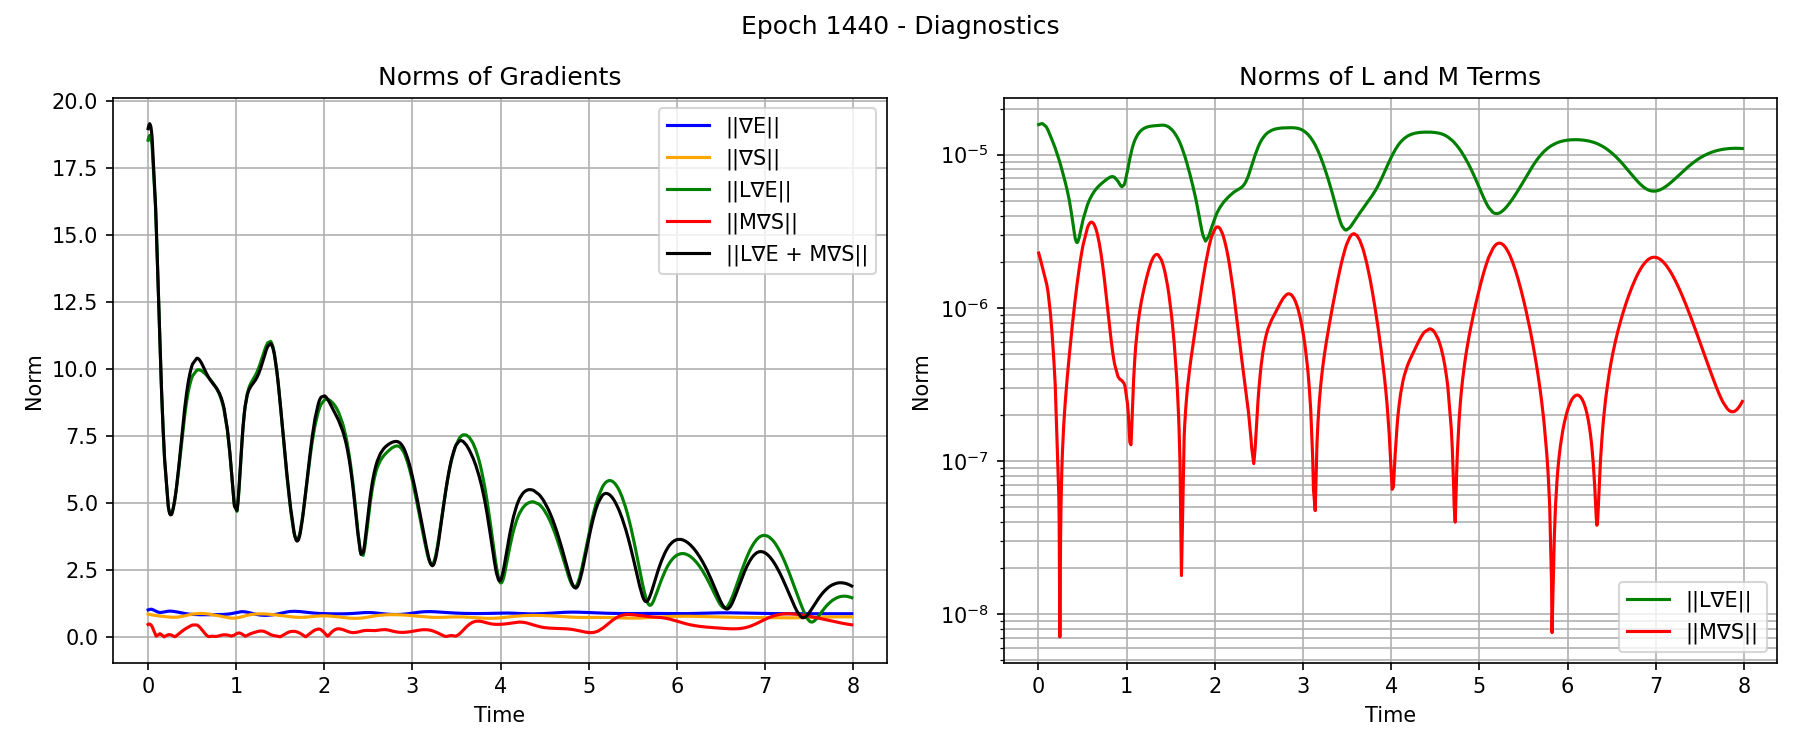 Epoch 1440 - Diagnostics
Norms of Gradients
Norm
20.0
17.5
15.0
12.5
10.0
7.5
5.0
2.5
0.0
||∇E||
||∇S||
||L∇E||
||M∇S||
||L∇E + M∇S||
0 1 2 3 4 5 6 7 8
Time
Norms of L and M Terms
Norm
10⁻⁵
10⁻⁶
10⁻⁷
10⁻⁸
||L∇E||
||M∇S||
0 1 2 3 4 5 6 7 8
Time